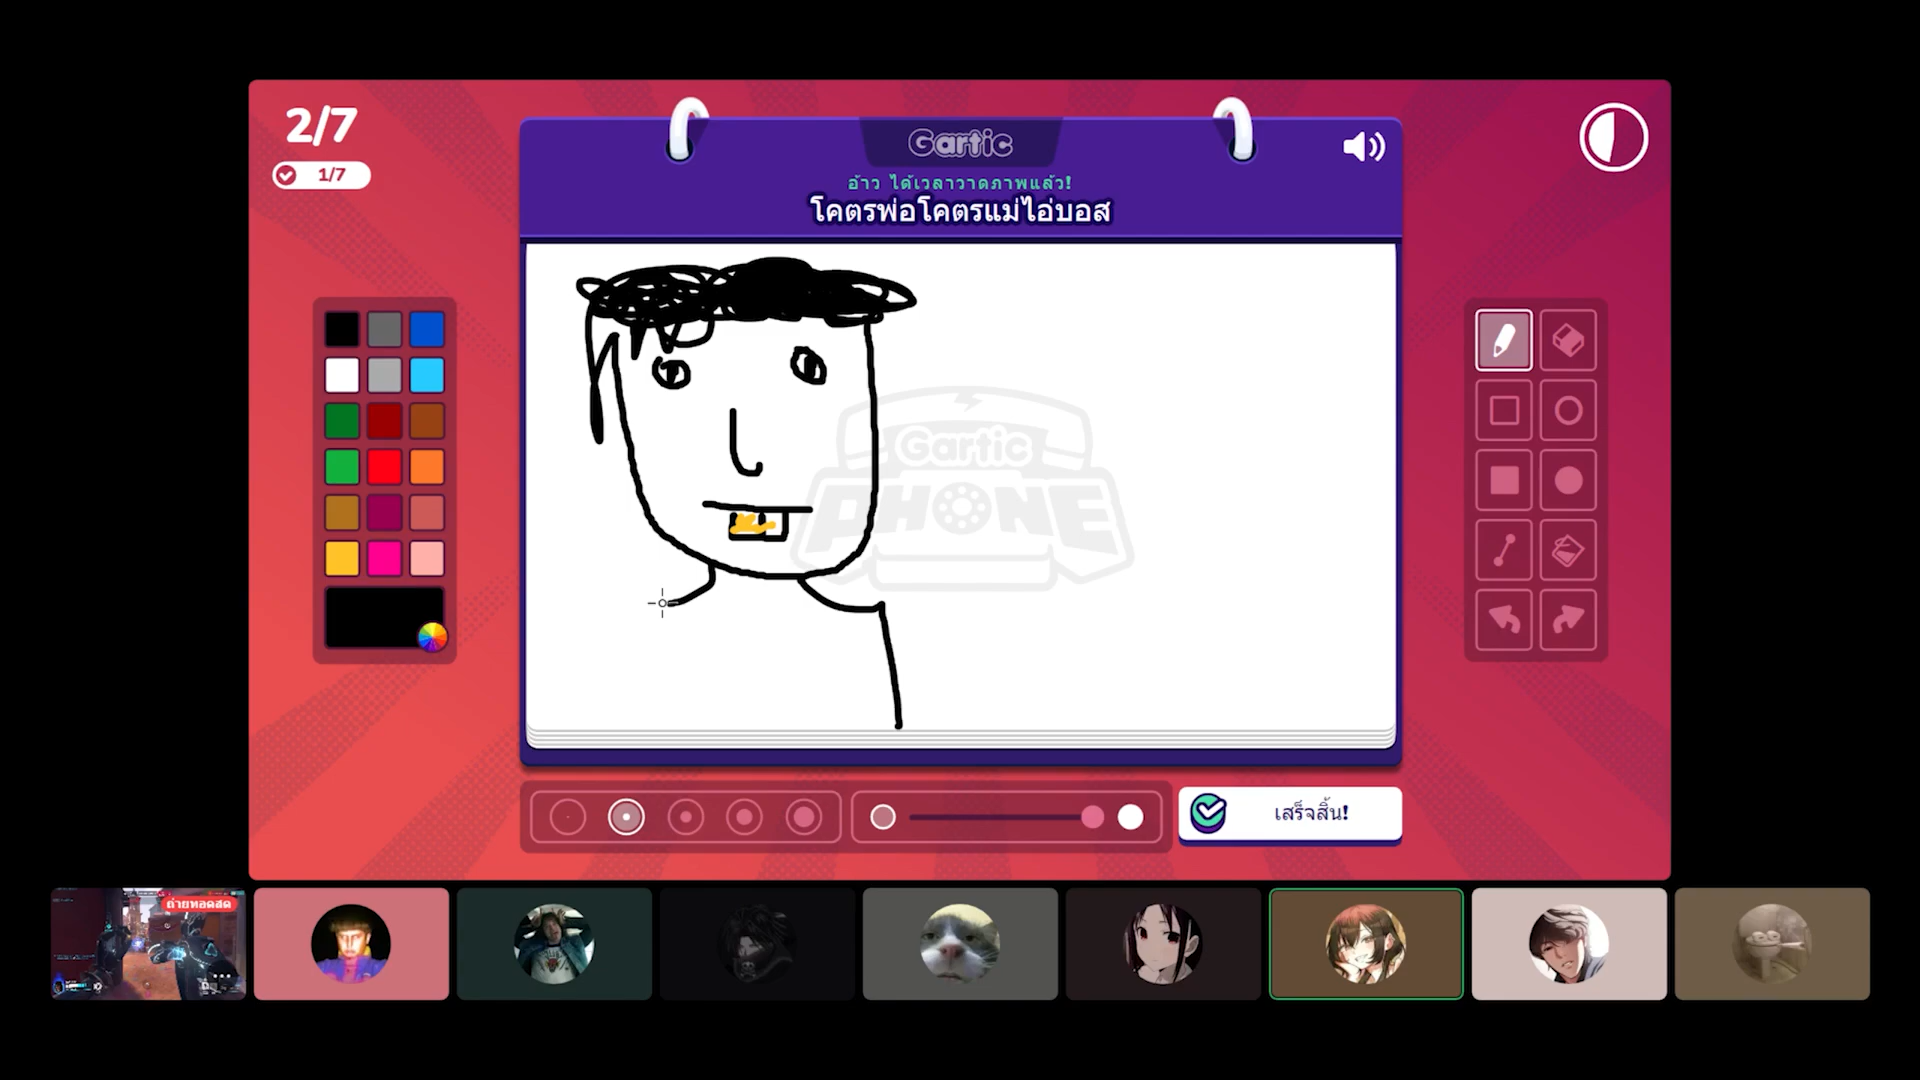 2/7
1/7
Gartic
อ้าว ได้เวลาวาดภาพแล้ว!
โคตรพ่อโคตรแม่ไอ่บอส
Gartic
PHONE
เสร็จสิ้น!
ถ่ายทอดสด